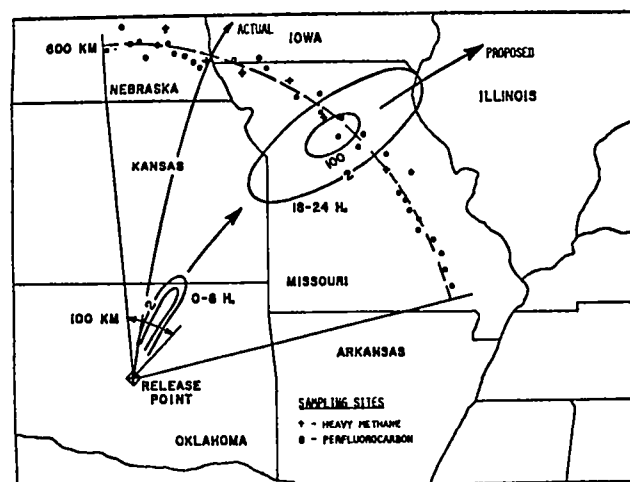 ACTUAL
IOWA
600 KM
PROPOSED
NEBRASKA
ILLINOIS
100
KANSAS
2
18-24 H.
2
0-6 H.
MISSOURI
100 KM
ARKANSAS
RELEASE
POINT
SAMPLING SITES
+ - HEAVY METHANE
● - PERFLUOROCARBON
OKLAHOMA